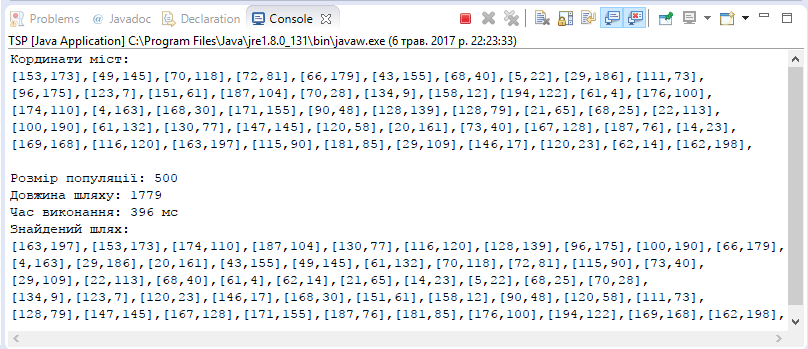 Problems @ Javadoc Declaration Console
TSP [Java Application] C:\Program Files\Java\jre1.8.0_131\bin\javaw.exe (6 трав. 2017 р. 22:23:33)
Кординати міст:
[153,173],[49,145],[70,118],[72,81],[66,179],[43,155],[68,40],[5,22],[29,186],[111,73],
[96,175],[123,7],[151,61],[187,104],[70,28],[134,9],[158,12],[194,122],[61,4],[176,100],
[174,110],[4,163],[168,30],[171,155],[90,48],[128,139],[128,79],[21,65],[68,25],[22,113],
[100,190],[61,132],[130,77],[147,145],[120,58],[20,161],[73,40],[167,128],[187,76],[14,23],
[169,168],[116,120],[163,197],[115,90],[181,85],[29,109],[146,17],[120,23],[62,14],[162,198],
Розмір популяції: 500
Довжина шляху: 1779
Час виконання: 396 мс
Знайдений шлях:
[163,197],[153,173],[174,110],[187,104],[130,77],[116,120],[128,139],[96,175],[100,190],[66,179],
[4,163],[29,186],[20,161],[43,155],[49,145],[61,132],[70,118],[72,81],[115,90],[73,40],
[29,109],[22,113],[68,40],[61,4],[62,14],[21,65],[14,23],[5,22],[68,25],[70,28],
[134,9],[123,7],[120,23],[146,17],[168,30],[151,61],[158,12],[90,48],[120,58],[111,73],
[128,79],[147,145],[167,128],[171,155],[187,76],[181,85],[176,100],[194,122],[169,168],[162,198],